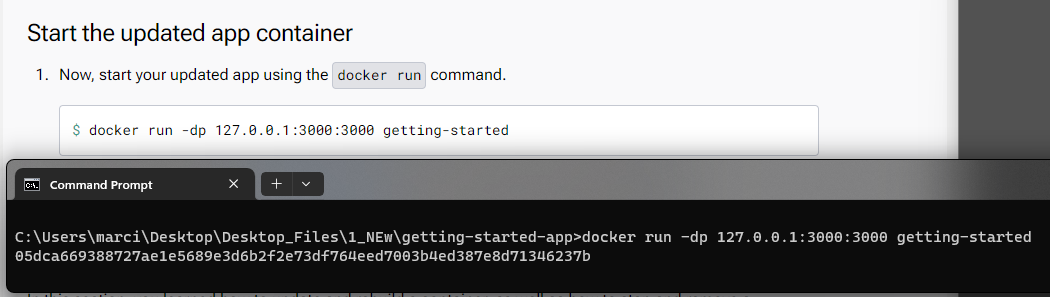 Start the updated app container
1. Now, start your updated app using the docker run command.
$ docker run -dp 127.0.0.1:3000:3000 getting-started
Command Prompt
C:\Users\marci\Desktop\Desktop_Files\1_NEw\getting-started-app>docker run -dp 127.0.0.1:3000:3000 getting-started
05dca669388727ae1e5689e3d6b2f2e73df764eed7003b4ed387e8d71346237b